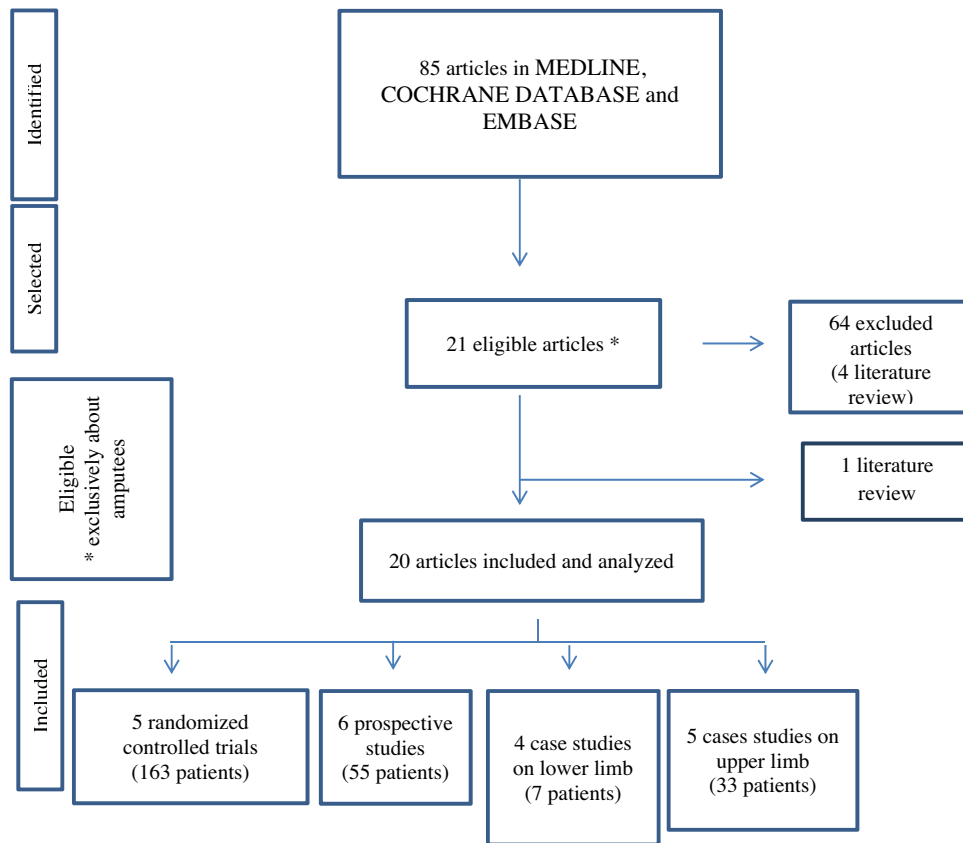 Identified
85 articles in MEDLINE,
COCHRANE DATABASE and
EMBASE
Selected
21 eligible articles *
64 excluded
articles
(4 literature
review)
Eligible
* exclusively about
amputees
1 literature
review
20 articles included and analyzed
Included
5 randomized
controlled trials
(163 patients)
6 prospective
studies
(55 patients)
4 case studies
on lower limb
(7 patients)
5 cases studies on
upper limb
(33 patients)